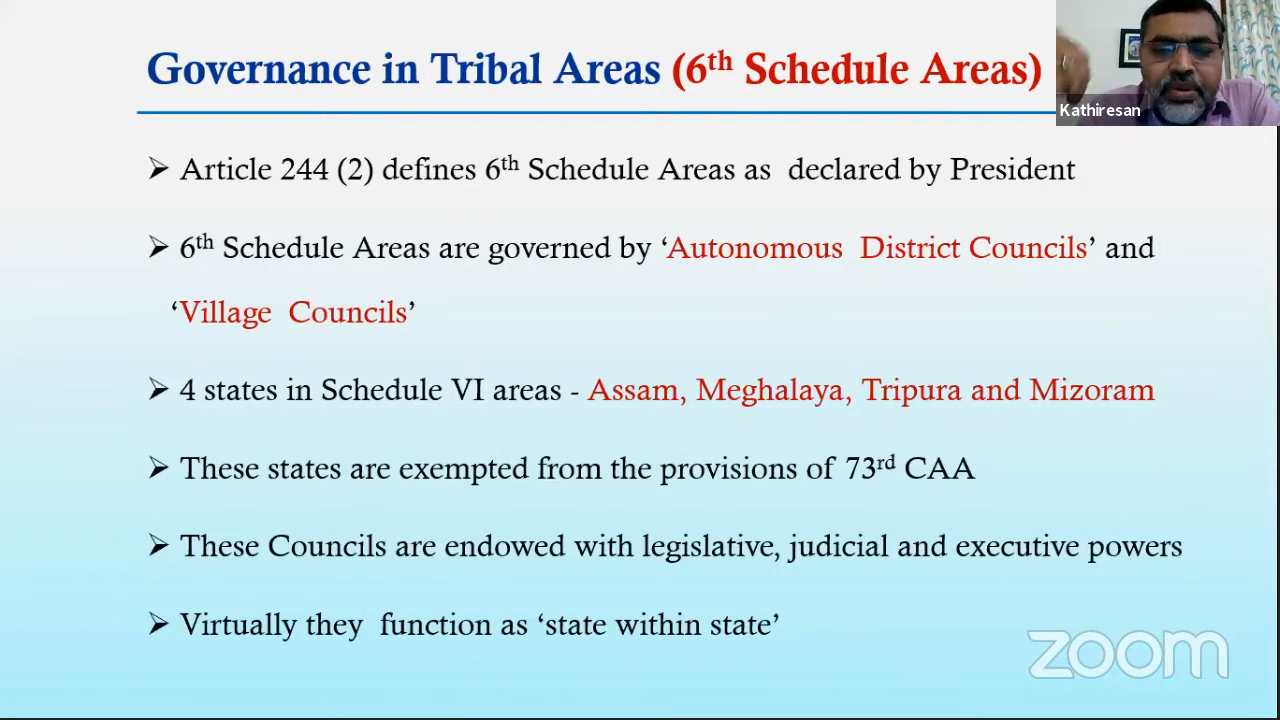 Governance in Tribal Areas (6th Schedule Areas)
Kathiresan
➢ Article 244 (2) defines 6th Schedule Areas as declared by President
➢ 6th Schedule Areas are governed by ‘Autonomous District Councils’ and
‘Village Councils’
➢ 4 states in Schedule VI areas - Assam, Meghalaya, Tripura and Mizoram
➢ These states are exempted from the provisions of 73rd CAA
➢ These Councils are endowed with legislative, judicial and executive powers
➢ Virtually they function as ‘state within state’
zoom